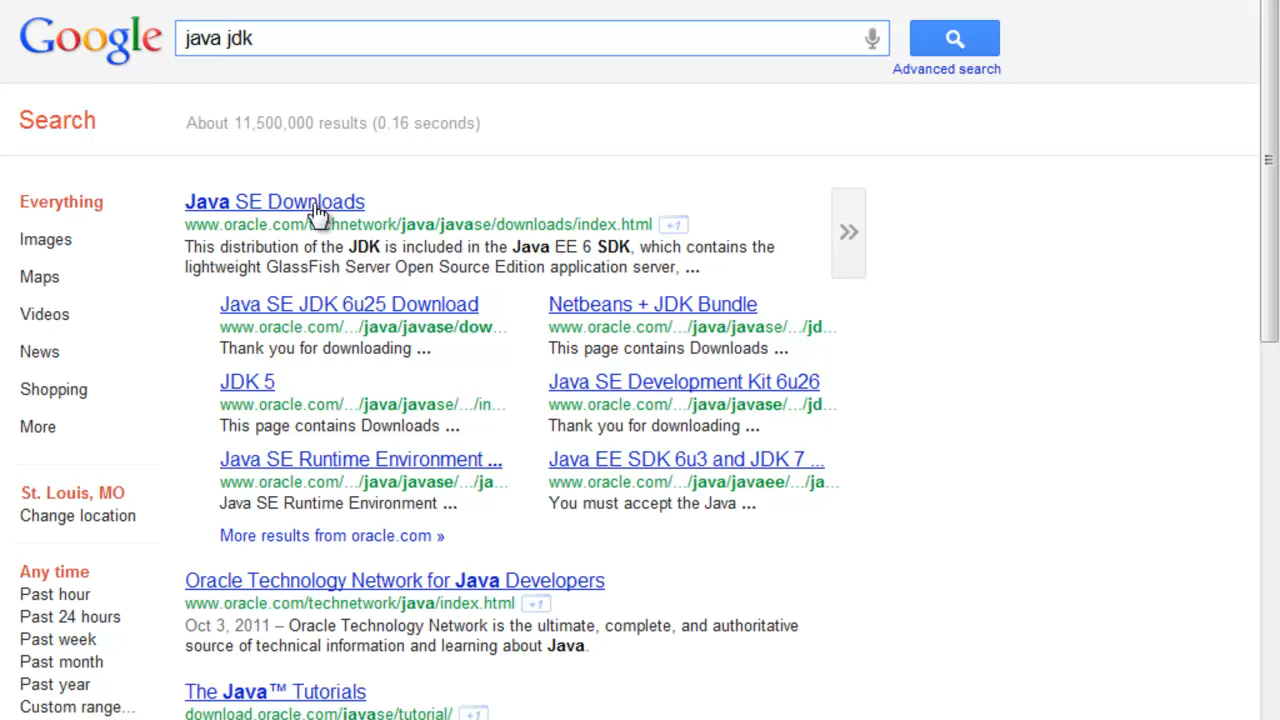 Google
java jdk
Advanced search
Search
About 11,500,000 results (0.16 seconds)
Everything
Images
Maps
Videos
News
Shopping
More
St. Louis, MO
Change location
Any time
Past hour
Past 24 hours
Past week
Past month
Past year
Custom range...
Java SE Downloads
www.oracle.com/technetwork/java/javase/downloads/index.html +1
This distribution of the JDK is included in the Java EE 6 SDK, which contains the
lightweight GlassFish Server Open Source Edition application server, ...
Java SE JDK 6u25 Download
www.oracle.com/.../java/javase/dow...
Thank you for downloading ...
Netbeans + JDK Bundle
www.oracle.com/.../java/javase/.../jd...
This page contains Downloads ...
JDK 5
www.oracle.com/.../java/javase/.../in...
This page contains Downloads ...
Java SE Development Kit 6u26
www.oracle.com/.../java/javase/.../jd...
Thank you for downloading ...
Java SE Runtime Environment ...
www.oracle.com/.../java/javase/.../ja...
Java SE Runtime Environment ...
Java EE SDK 6u3 and JDK 7 ...
www.oracle.com/.../java/javaee/.../ja...
You must accept the Java ...
More results from oracle.com »
Oracle Technology Network for Java Developers
www.oracle.com/technetwork/java/index.html +1
Oct 3, 2011 – Oracle Technology Network is the ultimate, complete, and authoritative
source of technical information and learning about Java.
The Java™ Tutorials
download.oracle.com/javase/tutorial/ +1